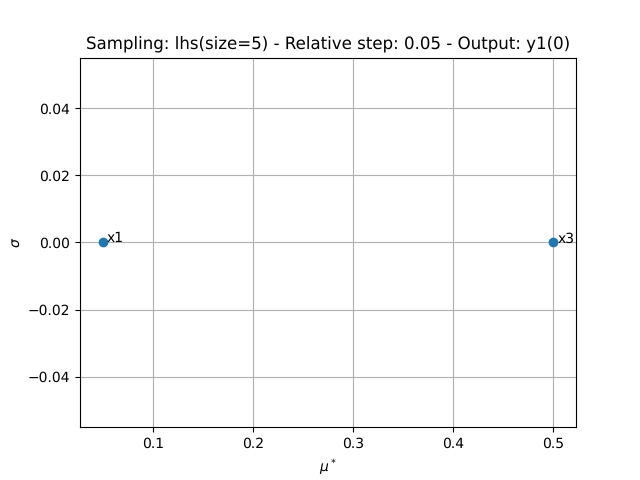 Sampling: lhs(size=5) - Relative step: 0.05 - Output: y1(0)
0.04
0.02
0.00
−0.02
−0.04
σ
x1
x3
0.1 0.2 0.3 0.4 0.5
μ*